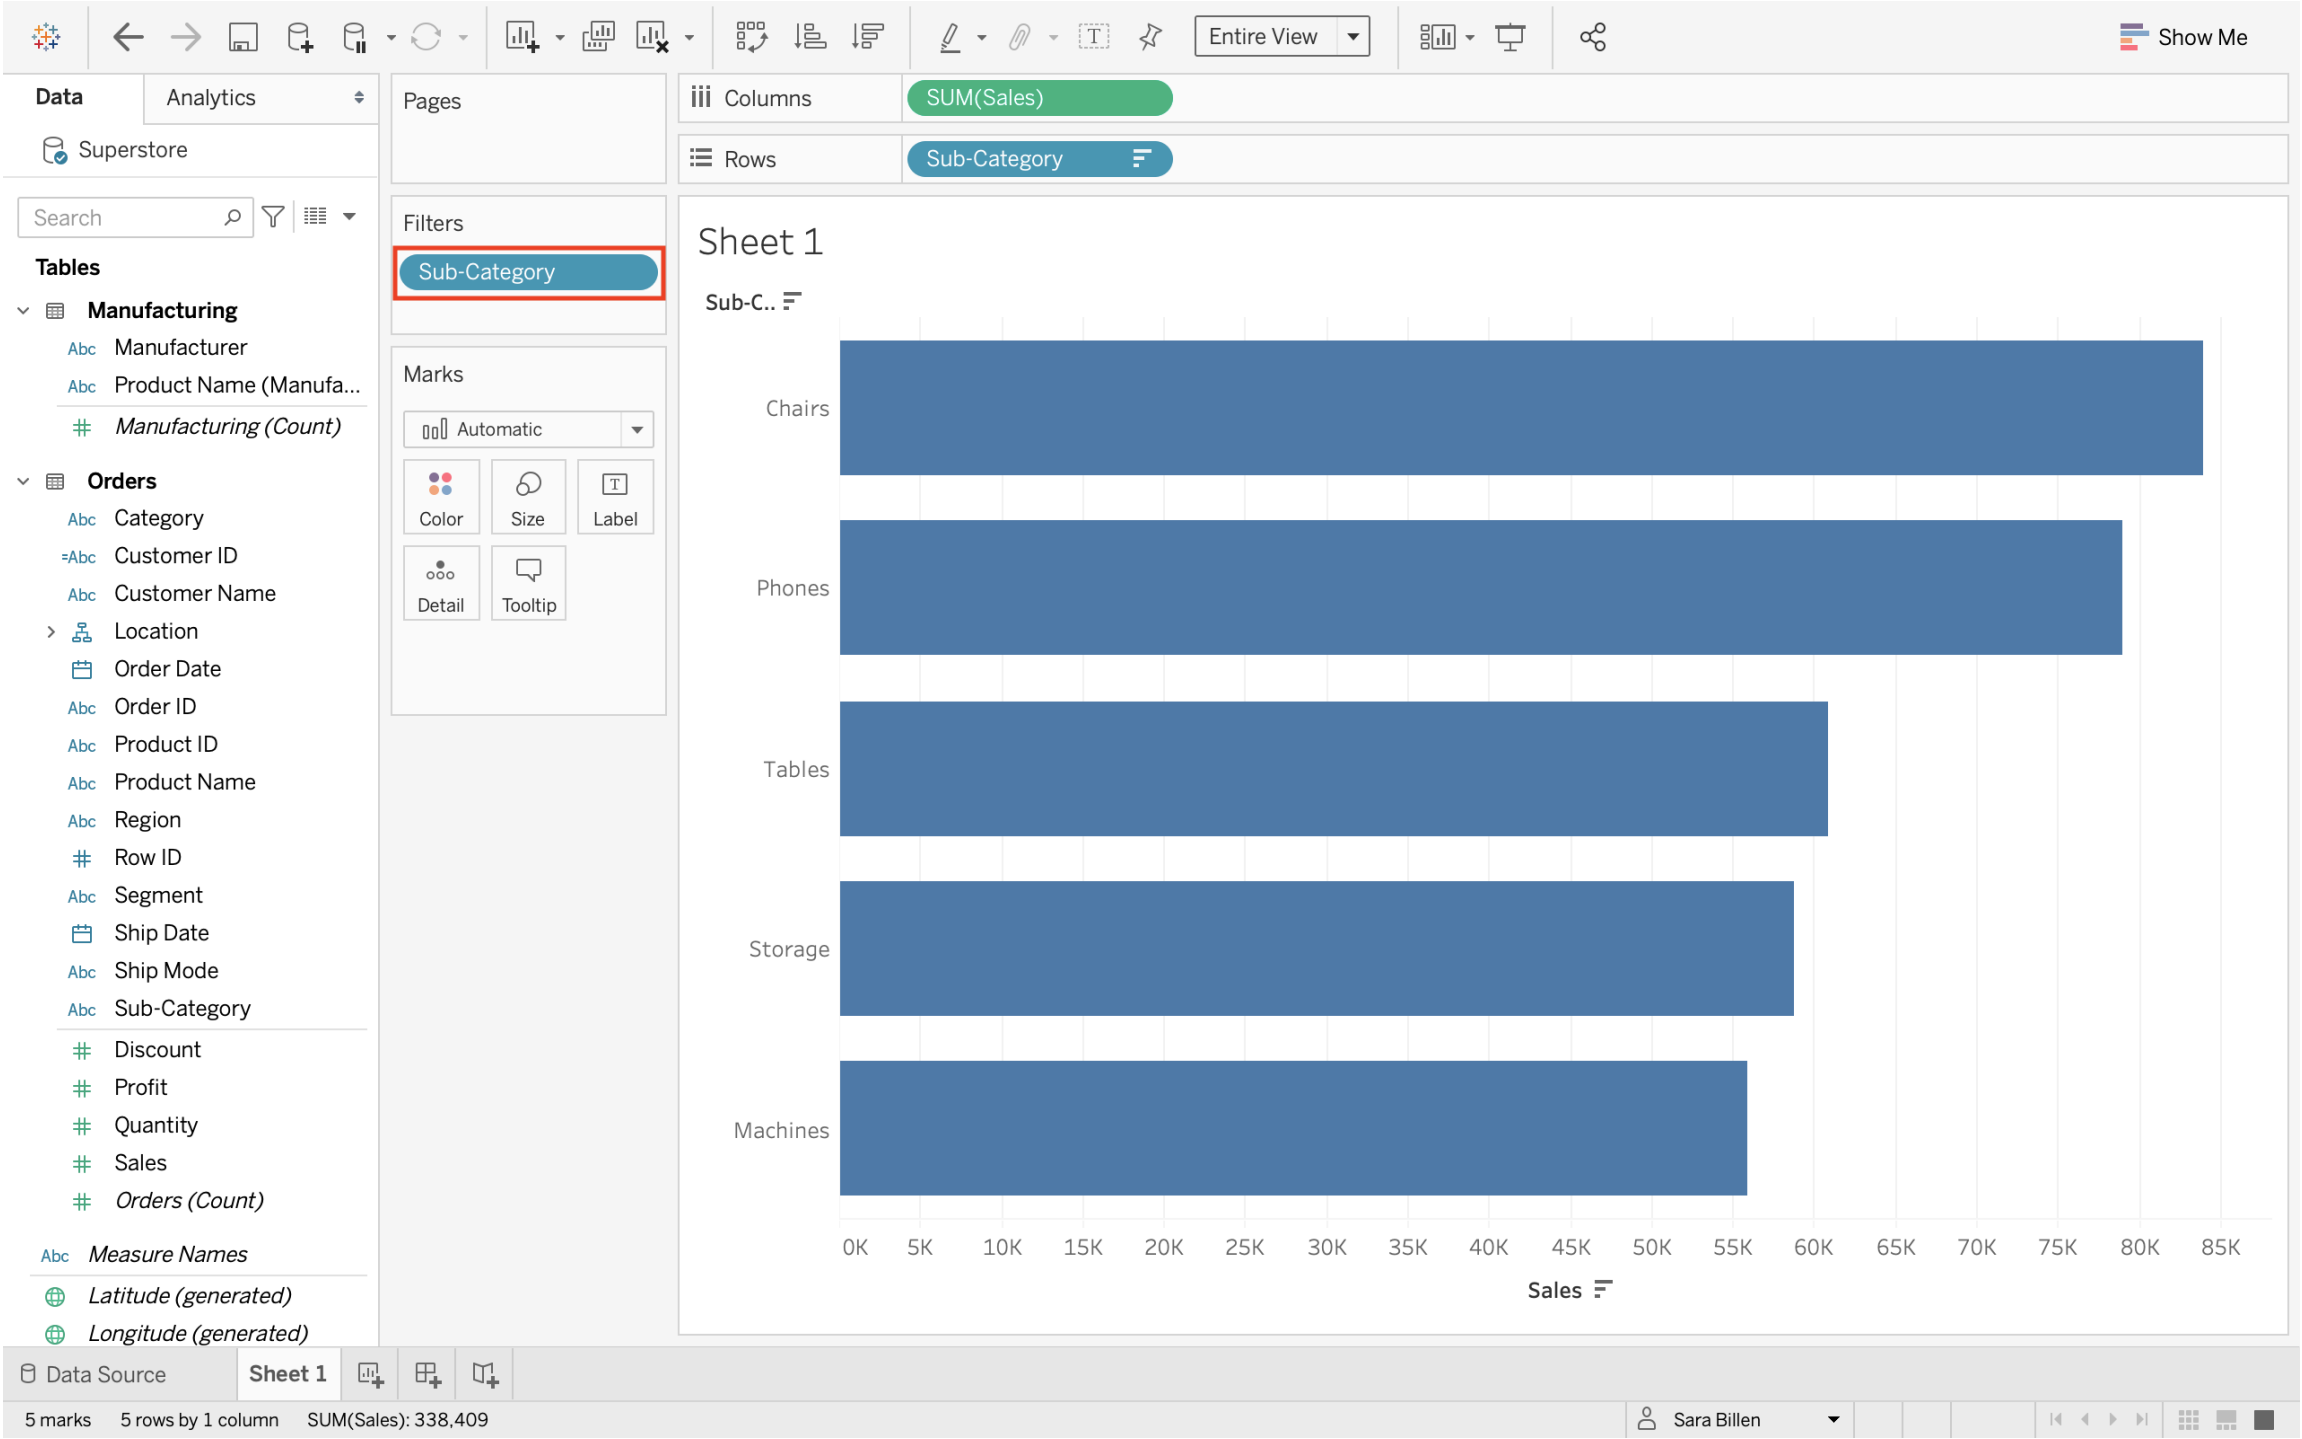 Entire View
Show Me
Data
Analytics
Superstore
Search
Tables
Manufacturing
Abc Manufacturer
Abc Product Name (Manufa...
Manufacturing (Count)
Orders
Abc Category
=Abc Customer ID
Abc Customer Name
Location
Order Date
Abc Order ID
Abc Product ID
Abc Product Name
Abc Region
Row ID
Abc Segment
Ship Date
Abc Ship Mode
Abc Sub-Category
Discount
Profit
Quantity
Sales
Orders (Count)
Abc Measure Names
Latitude (generated)
Longitude (generated)
Pages
Filters
Sub-Category
Marks
Automatic
Color Size Label
Detail Tooltip
Columns SUM(Sales)
Rows Sub-Category
Sheet 1
Sub-C..
Chairs
Phones
Tables
Storage
Machines
0K 5K 10K 15K 20K 25K 30K 35K 40K 45K 50K 55K 60K 65K 70K 75K 80K 85K
Sales
Data Source
Sheet 1
5 marks 5 rows by 1 column SUM(Sales): 338,409
Sara Billen